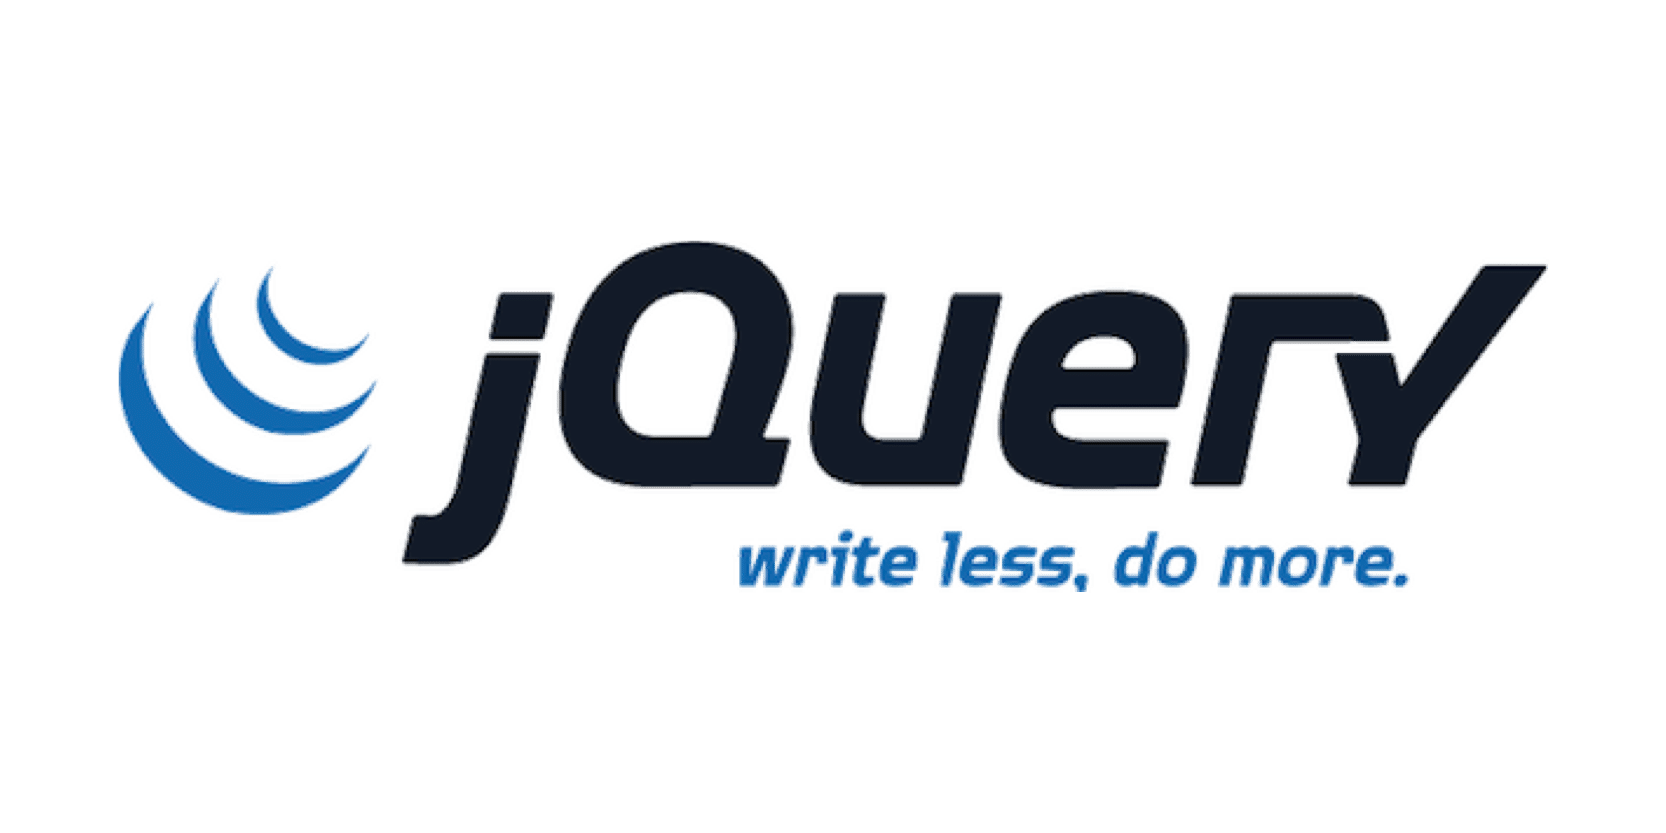 jQuery
write less, do more.